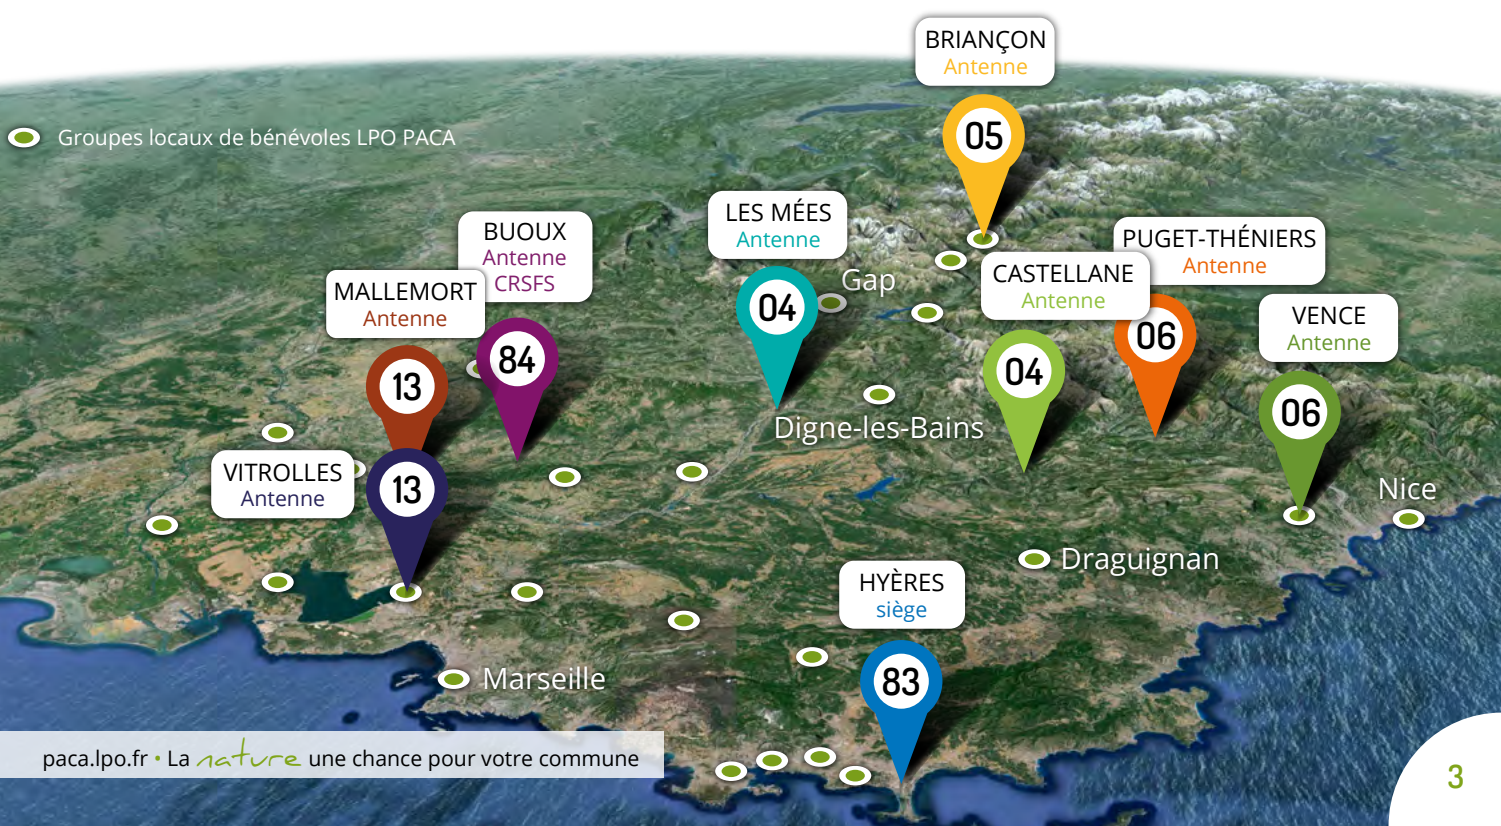 BRIANÇON
Antenne
05
Groupes locaux de bénévoles LPO PACA
LES MÉES
Antenne
04
BUOUX
Antenne
CRSFS
84
PUGET-THÉNIERS
Antenne
06
CASTELLANE
Antenne
04
Gap
MALLEMORT
Antenne
13
VENCE
Antenne
06
Digne-les-Bains
VITROLLES
Antenne
13
Nice
Draguignan
HYÈRES
siège
83
Marseille
paca.lpo.fr • La nature une chance pour votre commune
3